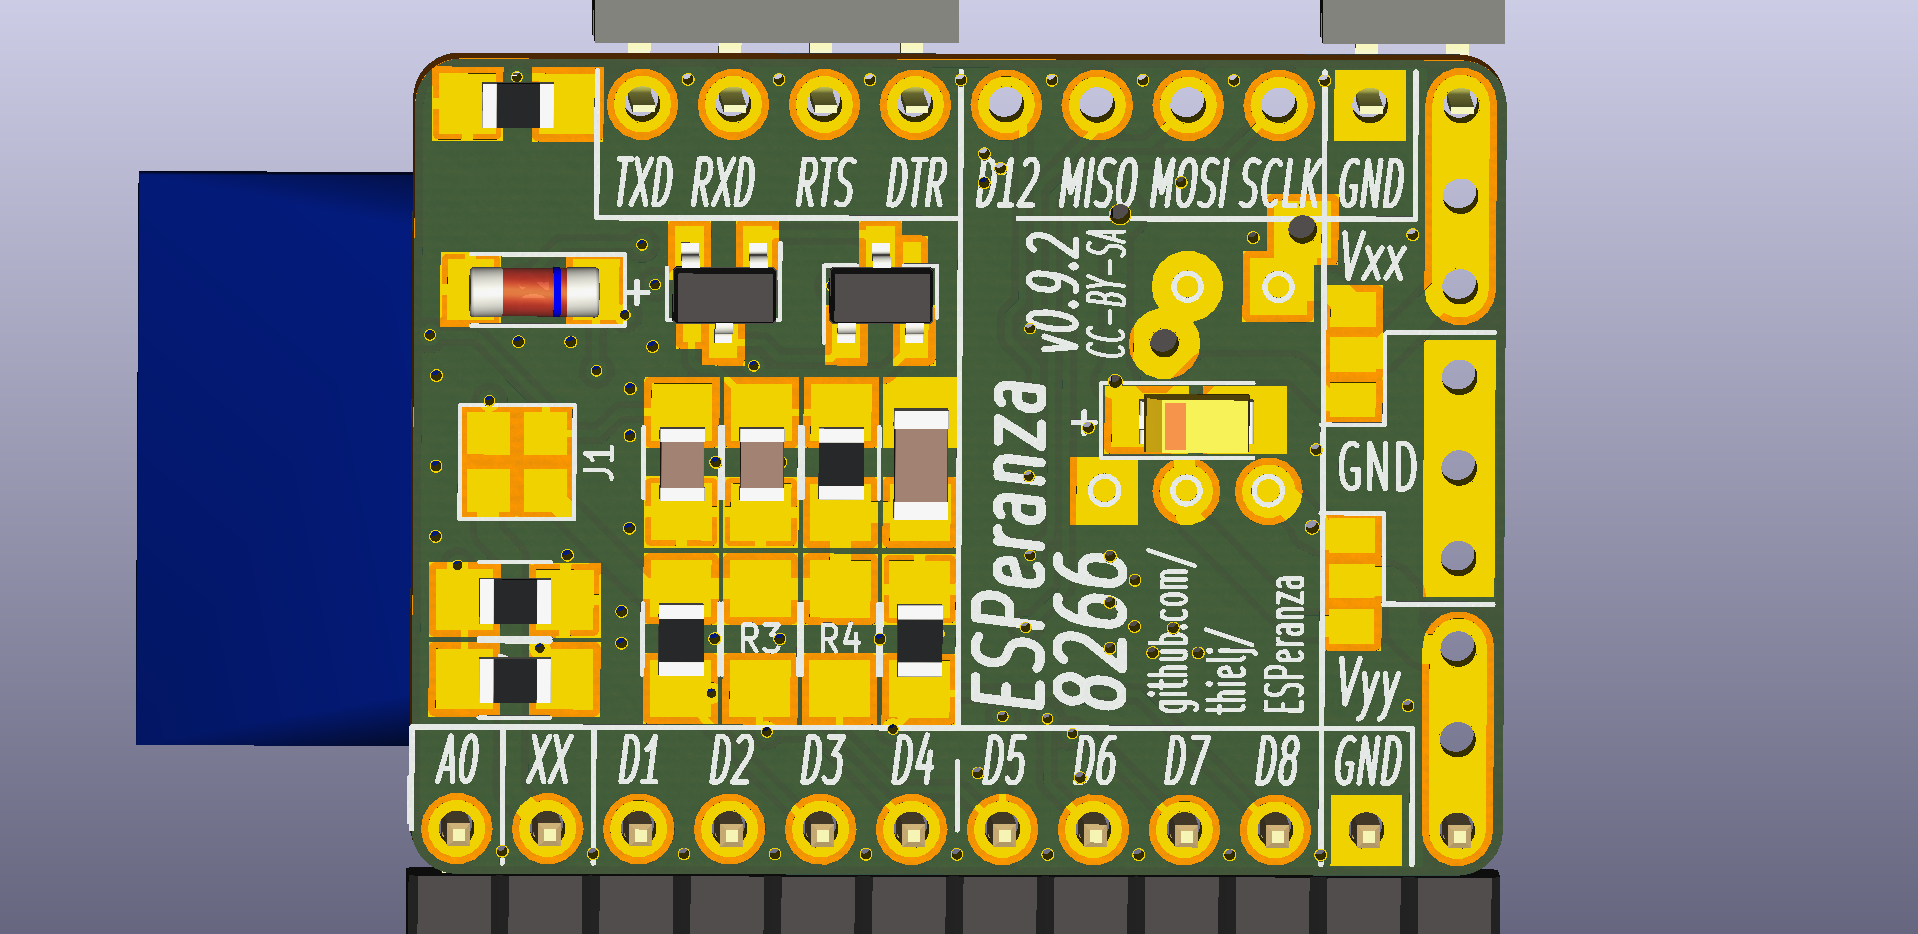 TXD RXD RTS DTR D12 MISO MOSI SCLK GND
Vxx
v0.9.2
CC-BY-SA
+
+
J1
GND
ESPeranza
8266
github.com/
thielj/
ESPeranza
R3 R4
Vyy
A0 XX D1 D2 D3 D4 D5 D6 D7 D8 GND